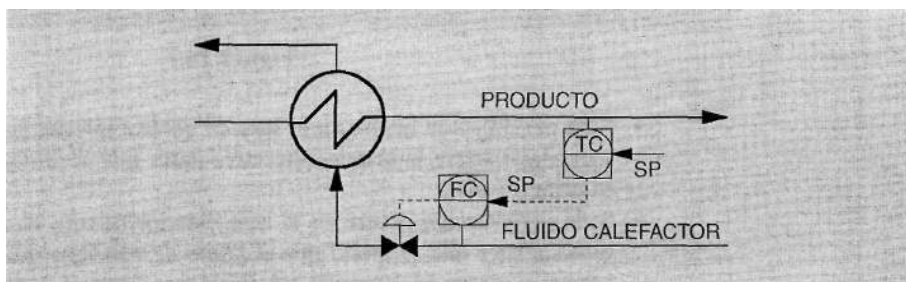 PRODUCTO
TC
SP
FC
SP
FLUIDO CALEFACTOR